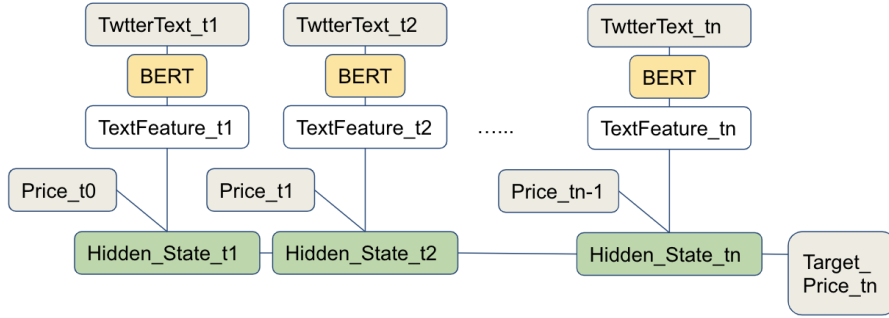 TwtterText_t1 TwtterText_t2 TwtterText_tn
BERT BERT BERT
TextFeature_t1 TextFeature_t2 ...... TextFeature_tn
Price_t0 Price_t1 Price_tn-1
Hidden_State_t1 Hidden_State_t2 Hidden_State_tn
Target_
Price_tn